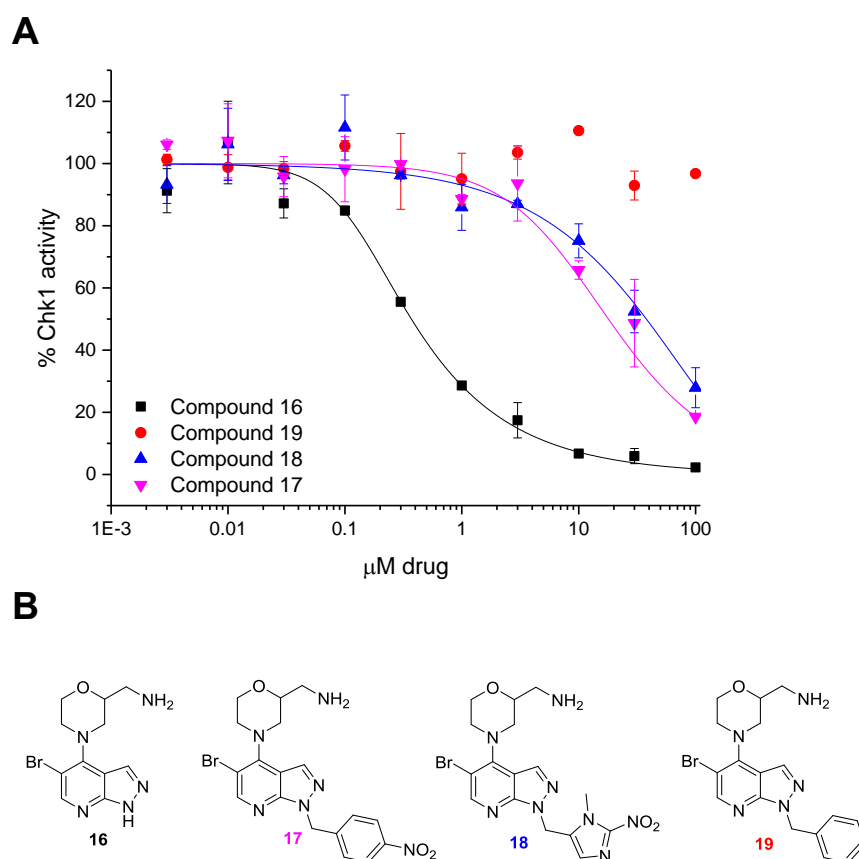 A
120
100
80
60
40
20
0
% Chk1 activity
Compound 16
Compound 19
Compound 18
Compound 17
1E-3 0.01 0.1 1 10 100
μM drug
B
O NH2 O NH2 O NH2 O NH2
N N N N
Br Br Br Br
N N N N
N N N N N N N N
H N NO2
16 17 NO2 18 N 19